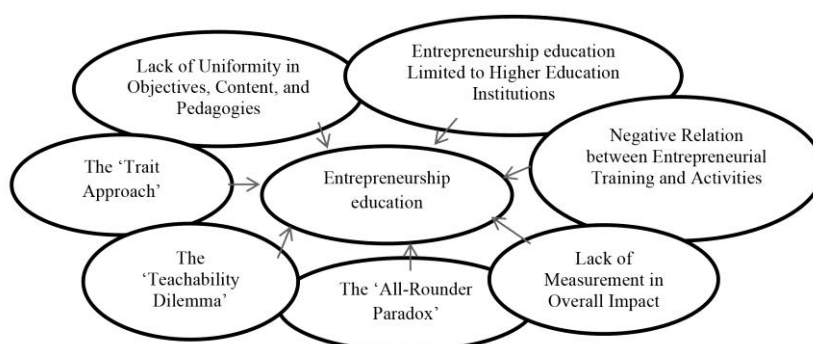 Entrepreneurship education
Limited to Higher Education
Institutions
Lack of Uniformity in
Objectives, Content, and
Pedagogies
Negative Relation
between Entrepreneurial
Training and Activities
The ‘Trait
Approach’
Entrepreneurship
education
The
‘Teachability
Dilemma’
The ‘All-Rounder
Paradox’
Lack of
Measurement in
Overall Impact